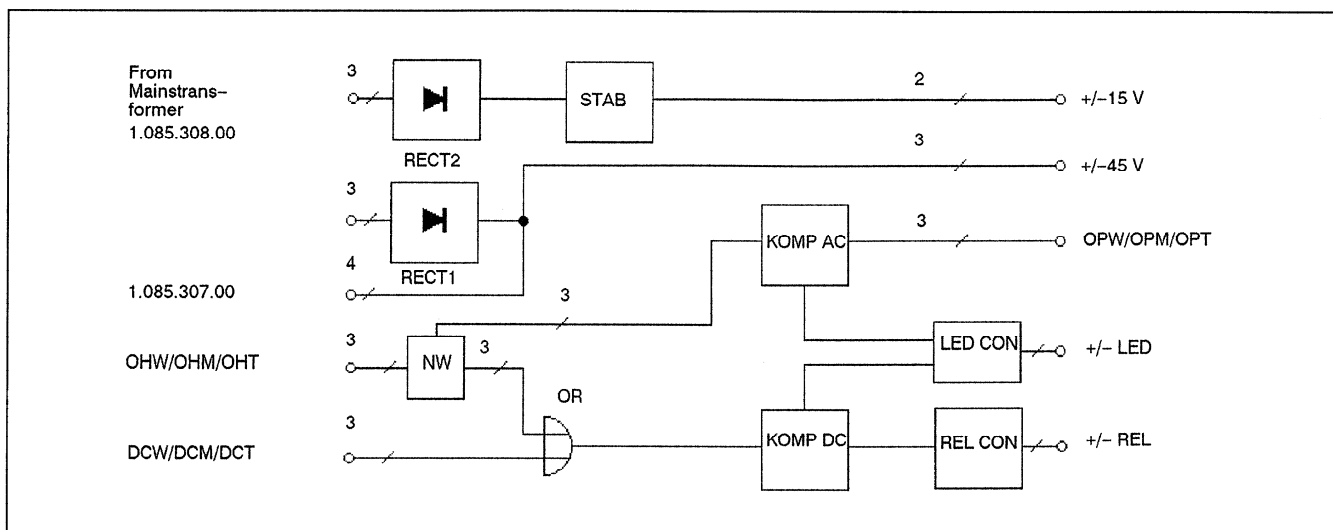 From
Mainstrans-
former
1.085.308.00
3
STAB
2
+/-15 V
RECT2
3
+/-45 V
3
RECT1
4
1.085.307.00
KOMP AC
3
OPW/OPM/OPT
3
OHW/OHM/OHT
3
NW
3
LED CON
+/- LED
OR
DCW/DCM/DCT
3
KOMP DC
REL CON
+/- REL